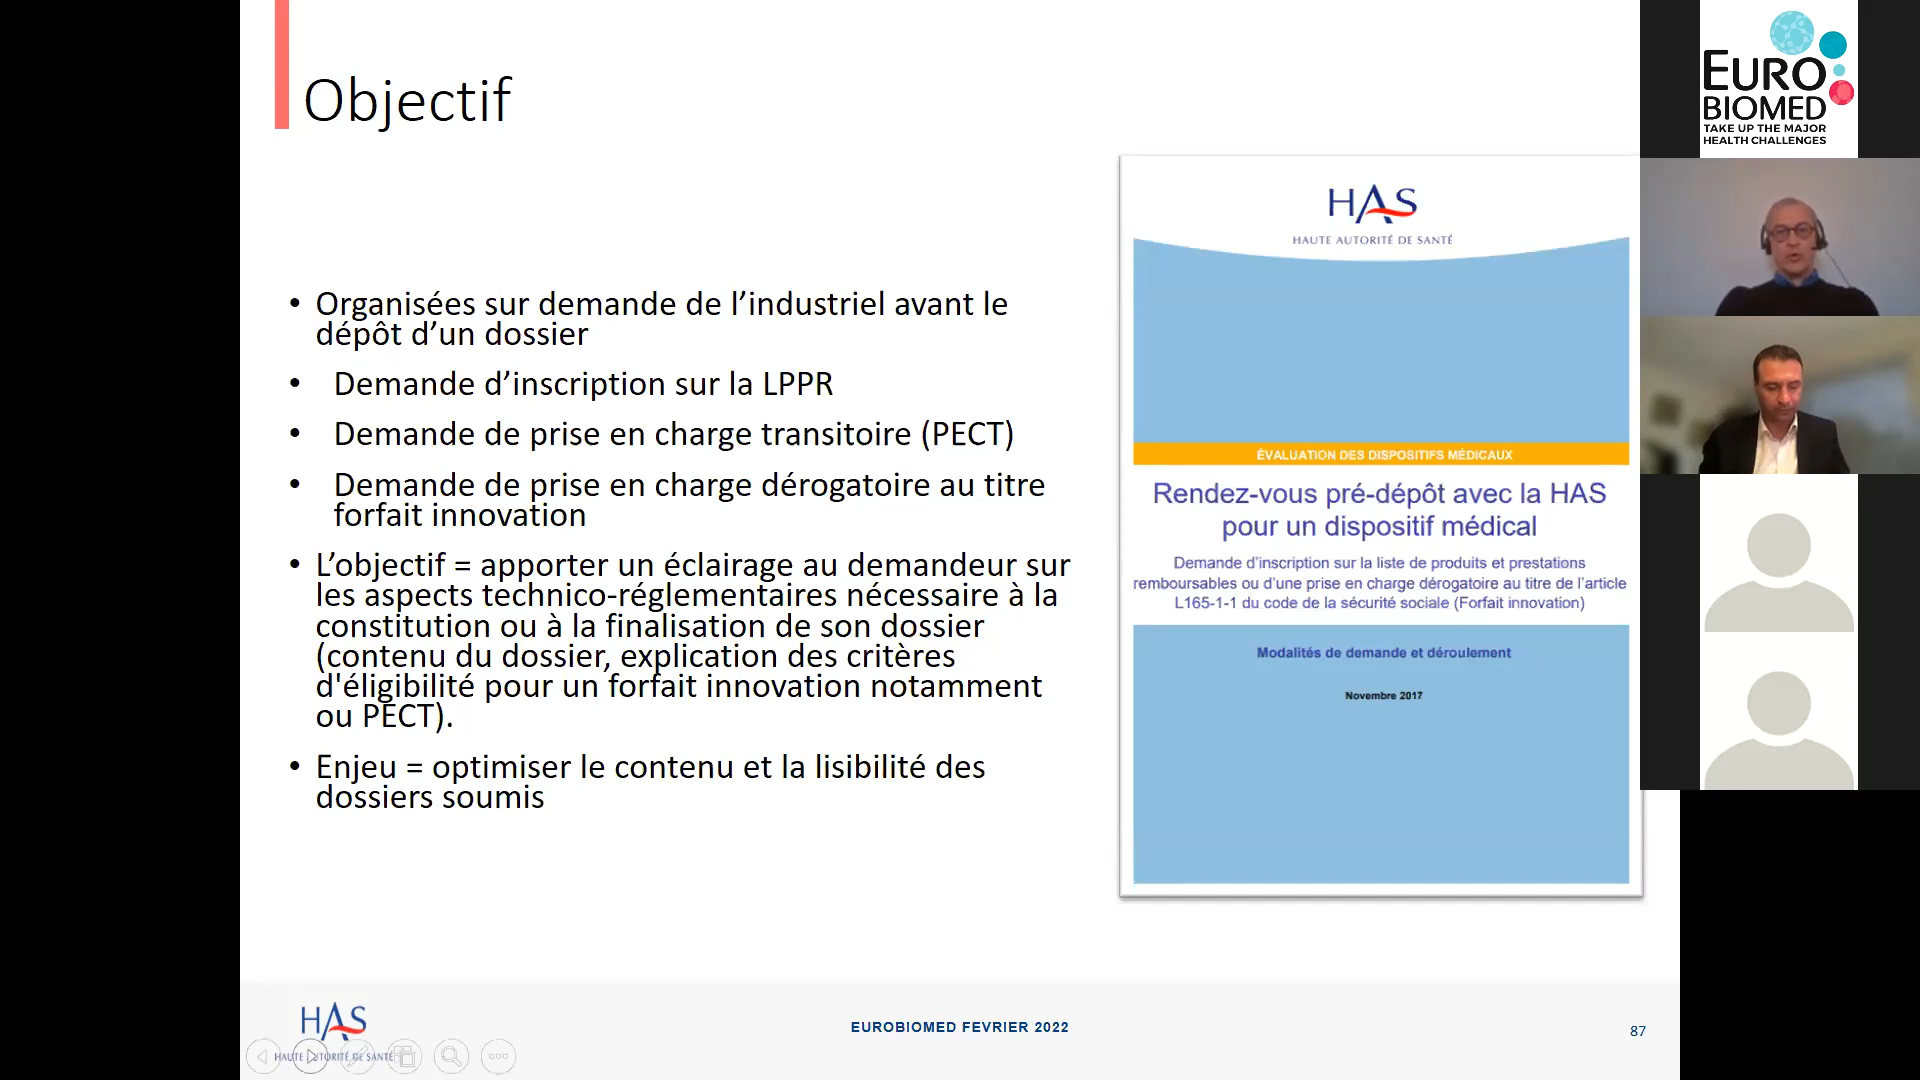 Objectif
• Organisées sur demande de l’industriel avant le
dépôt d’un dossier
• Demande d’inscription sur la LPPR
• Demande de prise en charge transitoire (PECT)
• Demande de prise en charge dérogatoire au titre
forfait innovation
• L’objectif = apporter un éclairage au demandeur sur
les aspects technico-réglementaires nécessaire à la
constitution ou à la finalisation de son dossier
(contenu du dossier, explication des critères
d'éligibilité pour un forfait innovation notamment
ou PECT).
• Enjeu = optimiser le contenu et la lisibilité des
dossiers soumis
HAS
HAUTE AUTORITÉ DE SANTÉ
ÉVALUATION DES DISPOSITIFS MÉDICAUX
Rendez-vous pré-dépôt avec la HAS
pour un dispositif médical
Demande d’inscription sur la liste de produits et prestations
remboursables ou d’une prise en charge dérogatoire au titre de l’article
L165-1-1 du code de la sécurité sociale (Forfait innovation)
Modalités de demande et déroulement
Novembre 2017
EURO
BIOMED
TAKE UP THE MAJOR
HEALTH CHALLENGES
HAS
HAUTE AUTORITÉ DE SANTÉ
EUROBIOMED FEVRIER 2022
87